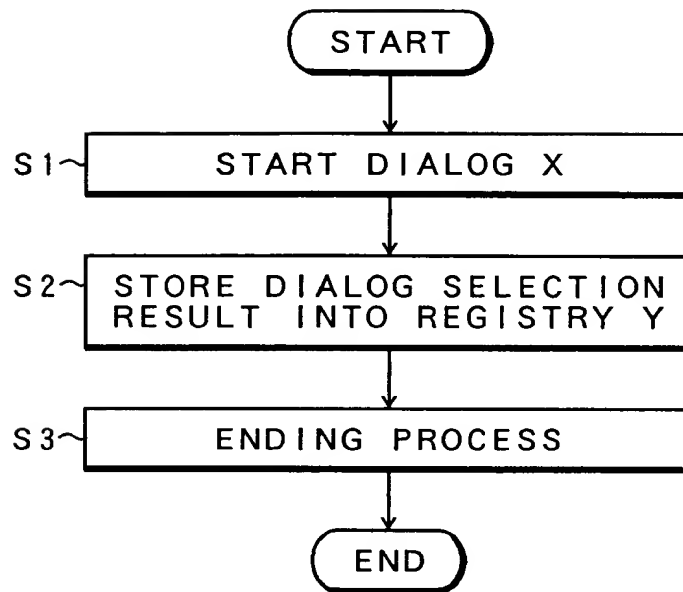 START
S1 START DIALOG X
S2 STORE DIALOG SELECTION
RESULT INTO REGISTRY Y
S3 ENDING PROCESS
END